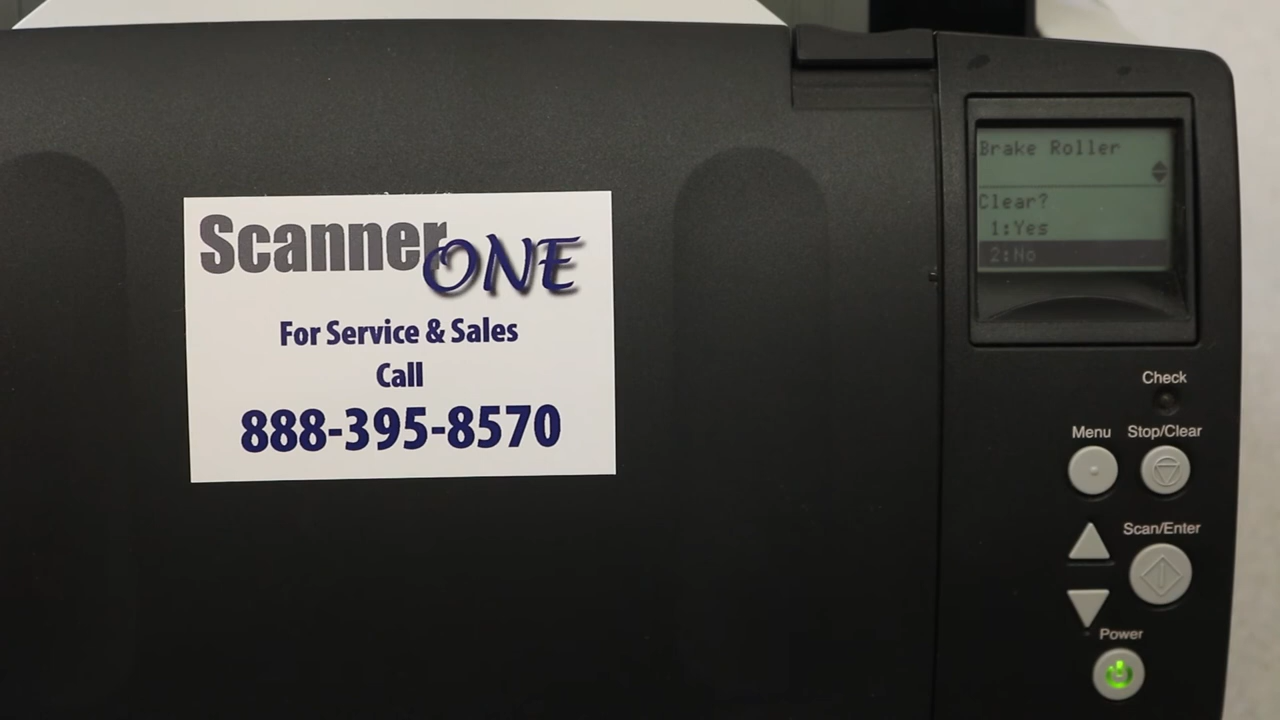 Scanner ONE
For Service & Sales
Call
888-395-8570
Brake Roller
Clear?
1:Yes
2:No
Check
Menu Stop/Clear
Scan/Enter
Power